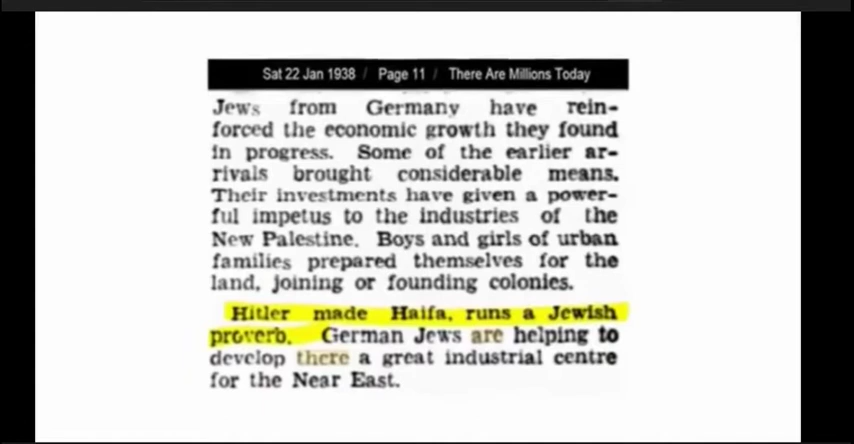 Sat 22 Jan 1938 / Page 11 / There Are Millions Today
Jews from Germany have rein-
forced the economic growth they found
in progress. Some of the earlier ar-
rivals brought considerable means.
Their investments have given a power-
ful impetus to the industries of the
New Palestine. Boys and girls of urban
families prepared themselves for the
land, joining or founding colonies.
Hitler made Haifa, runs a Jewish
proverb. German Jews are helping to
develop there a great industrial centre
for the Near East.